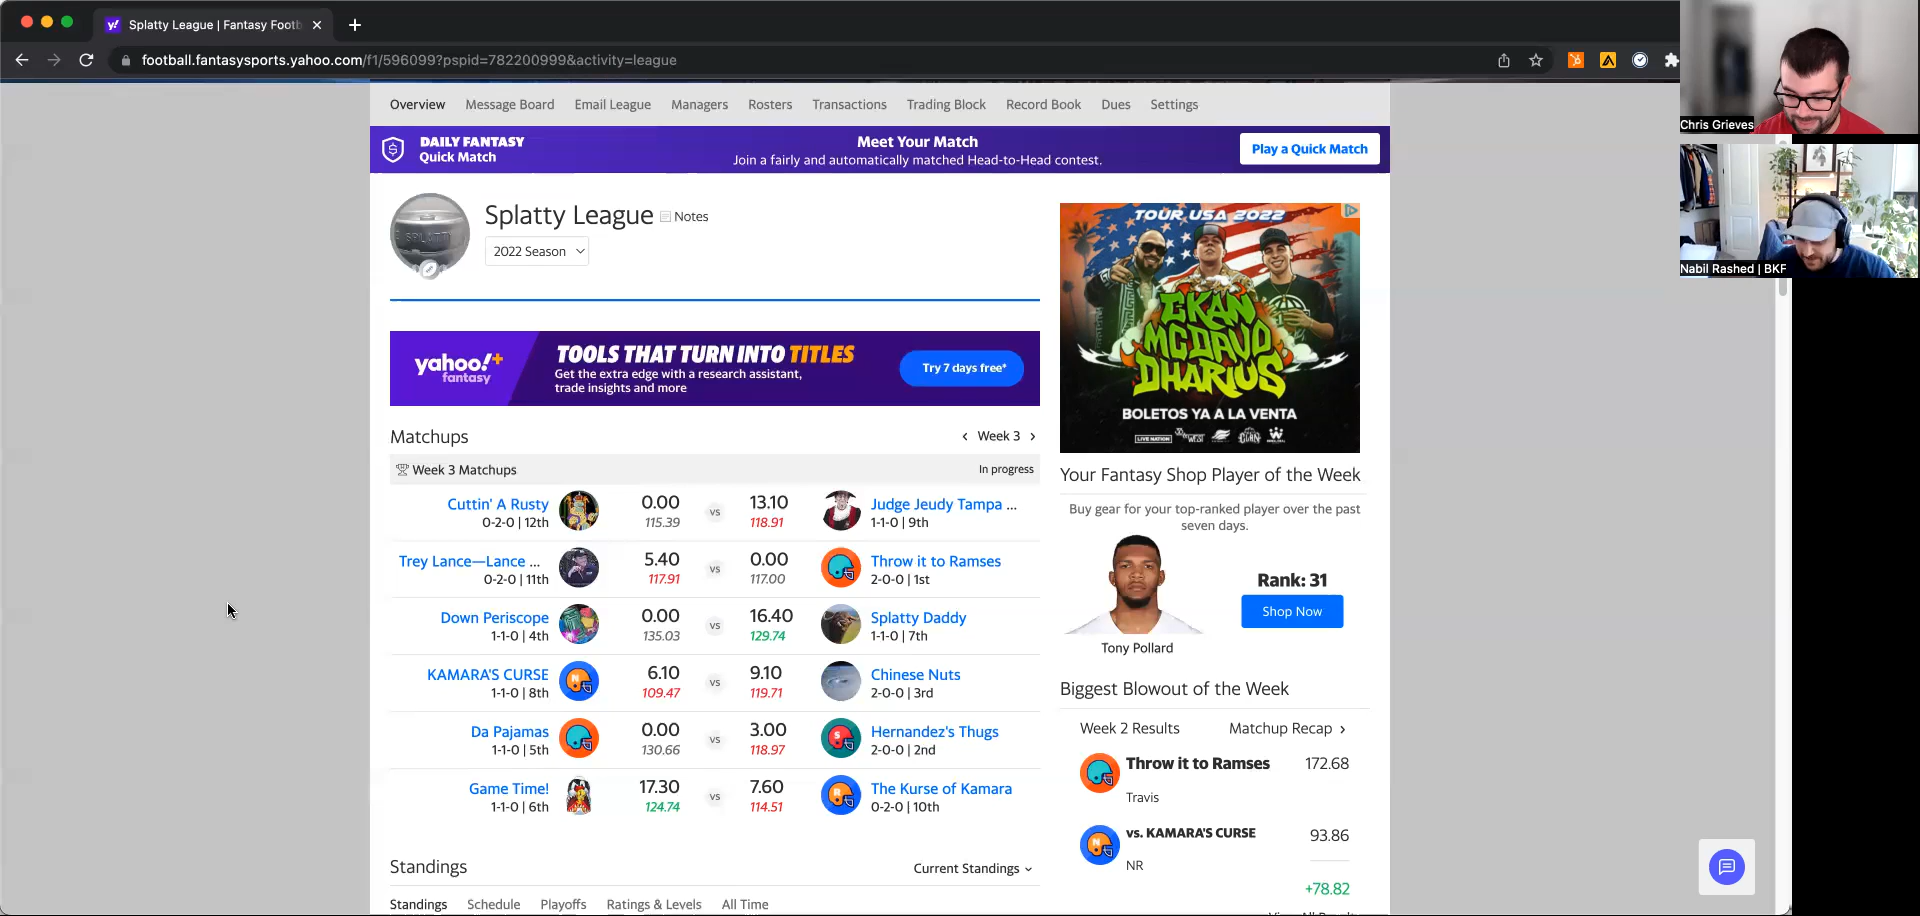 Splatty League | Fantasy Footb
football.fantasysports.yahoo.com/f1/596099?pspid=782200999&activity=league
Overview Message Board Email League Managers Rosters Transactions Trading Block Record Book Dues Settings
DAILY FANTASY
Quick Match
Meet Your Match
Join a fairly and automatically matched Head-to-Head contest.
Play a Quick Match
Chris Grieves
Nabil Rashed | BKF
SPLATTY
Splatty League
Notes
2022 Season
yahoo!+
fantasy
TOOLS THAT TURN INTO TITLES
Get the extra edge with a research assistant,
trade insights and more
Try 7 days free*
TOUR USA 2022
EKAN
MCDAVO
DHARIUS
BOLETOS YA A LA VENTA
LIVE NATION
Matchups
Week 3
Week 3 Matchups
In progress
Cuttin' A Rusty 0.00 vs 13.10 Judge Jeudy Tampa ...
0-2-0 | 12th 115.39 118.91 1-1-0 | 9th
Trey Lance—Lance ... 5.40 vs 0.00 Throw it to Ramses
0-2-0 | 11th 117.91 117.00 2-0-0 | 1st
Down Periscope 0.00 vs 16.40 Splatty Daddy
1-1-0 | 4th 135.03 129.74 1-1-0 | 7th
KAMARA'S CURSE 6.10 vs 9.10 Chinese Nuts
1-1-0 | 8th 109.47 119.71 2-0-0 | 3rd
Da Pajamas 0.00 vs 3.00 Hernandez's Thugs
1-1-0 | 5th 130.66 118.97 2-0-0 | 2nd
Game Time! 17.30 vs 7.60 The Kurse of Kamara
1-1-0 | 6th 124.74 114.51 0-2-0 | 10th
Standings
Current Standings
Standings Schedule Playoffs Ratings & Levels All Time
Your Fantasy Shop Player of the Week
Buy gear for your top-ranked player over the past
seven days.
Rank: 31
Shop Now
Tony Pollard
Biggest Blowout of the Week
Week 2 Results
Matchup Recap
Throw it to Ramses 172.68
Travis
vs. KAMARA'S CURSE 93.86
NR
+78.82